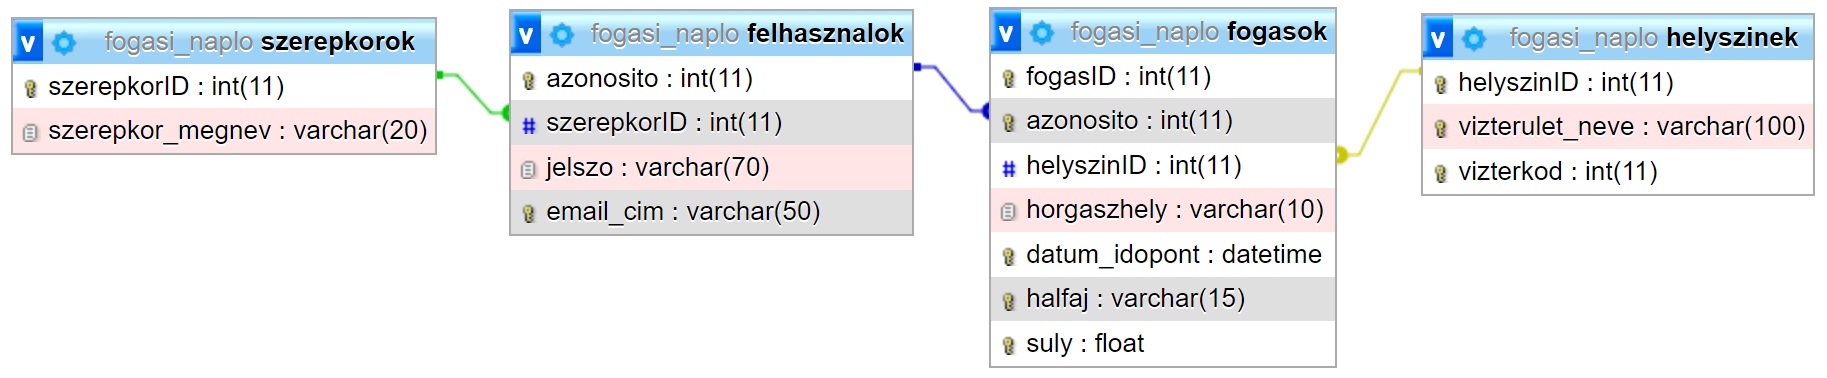 v fogasi_naplo szerepkorok
szerepkorID : int(11)
szerepkor_megnev : varchar(20)
v fogasi_naplo felhasznalok
azonosito : int(11)
# szerepkorID : int(11)
jelszo : varchar(70)
email_cim : varchar(50)
v fogasi_naplo fogasok
fogasID : int(11)
azonosito : int(11)
# helyszinID : int(11)
horgaszhely : varchar(10)
datum_idopont : datetime
halfaj : varchar(15)
suly : float
v fogasi_naplo helyszinek
helyszinID : int(11)
vizterulet_neve : varchar(100)
vizterkod : int(11)